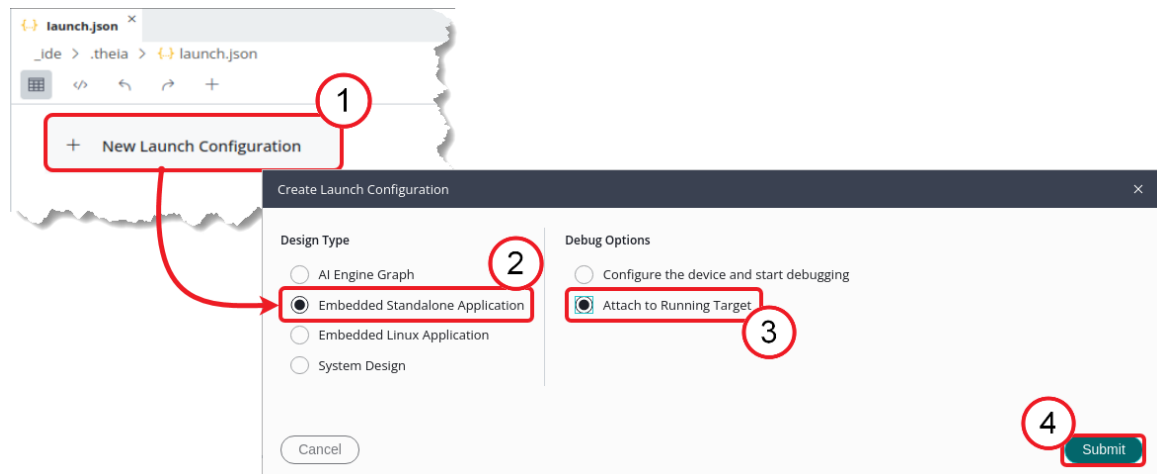 {..} launch.json ×
_ide > .theia > {..} launch.json
</> +
1
+ New Launch Configuration
Create Launch Configuration ×
Design Type
AI Engine Graph
2
Embedded Standalone Application
Embedded Linux Application
System Design
Debug Options
Configure the device and start debugging
Attach to Running Target
3
4
Cancel
Submit